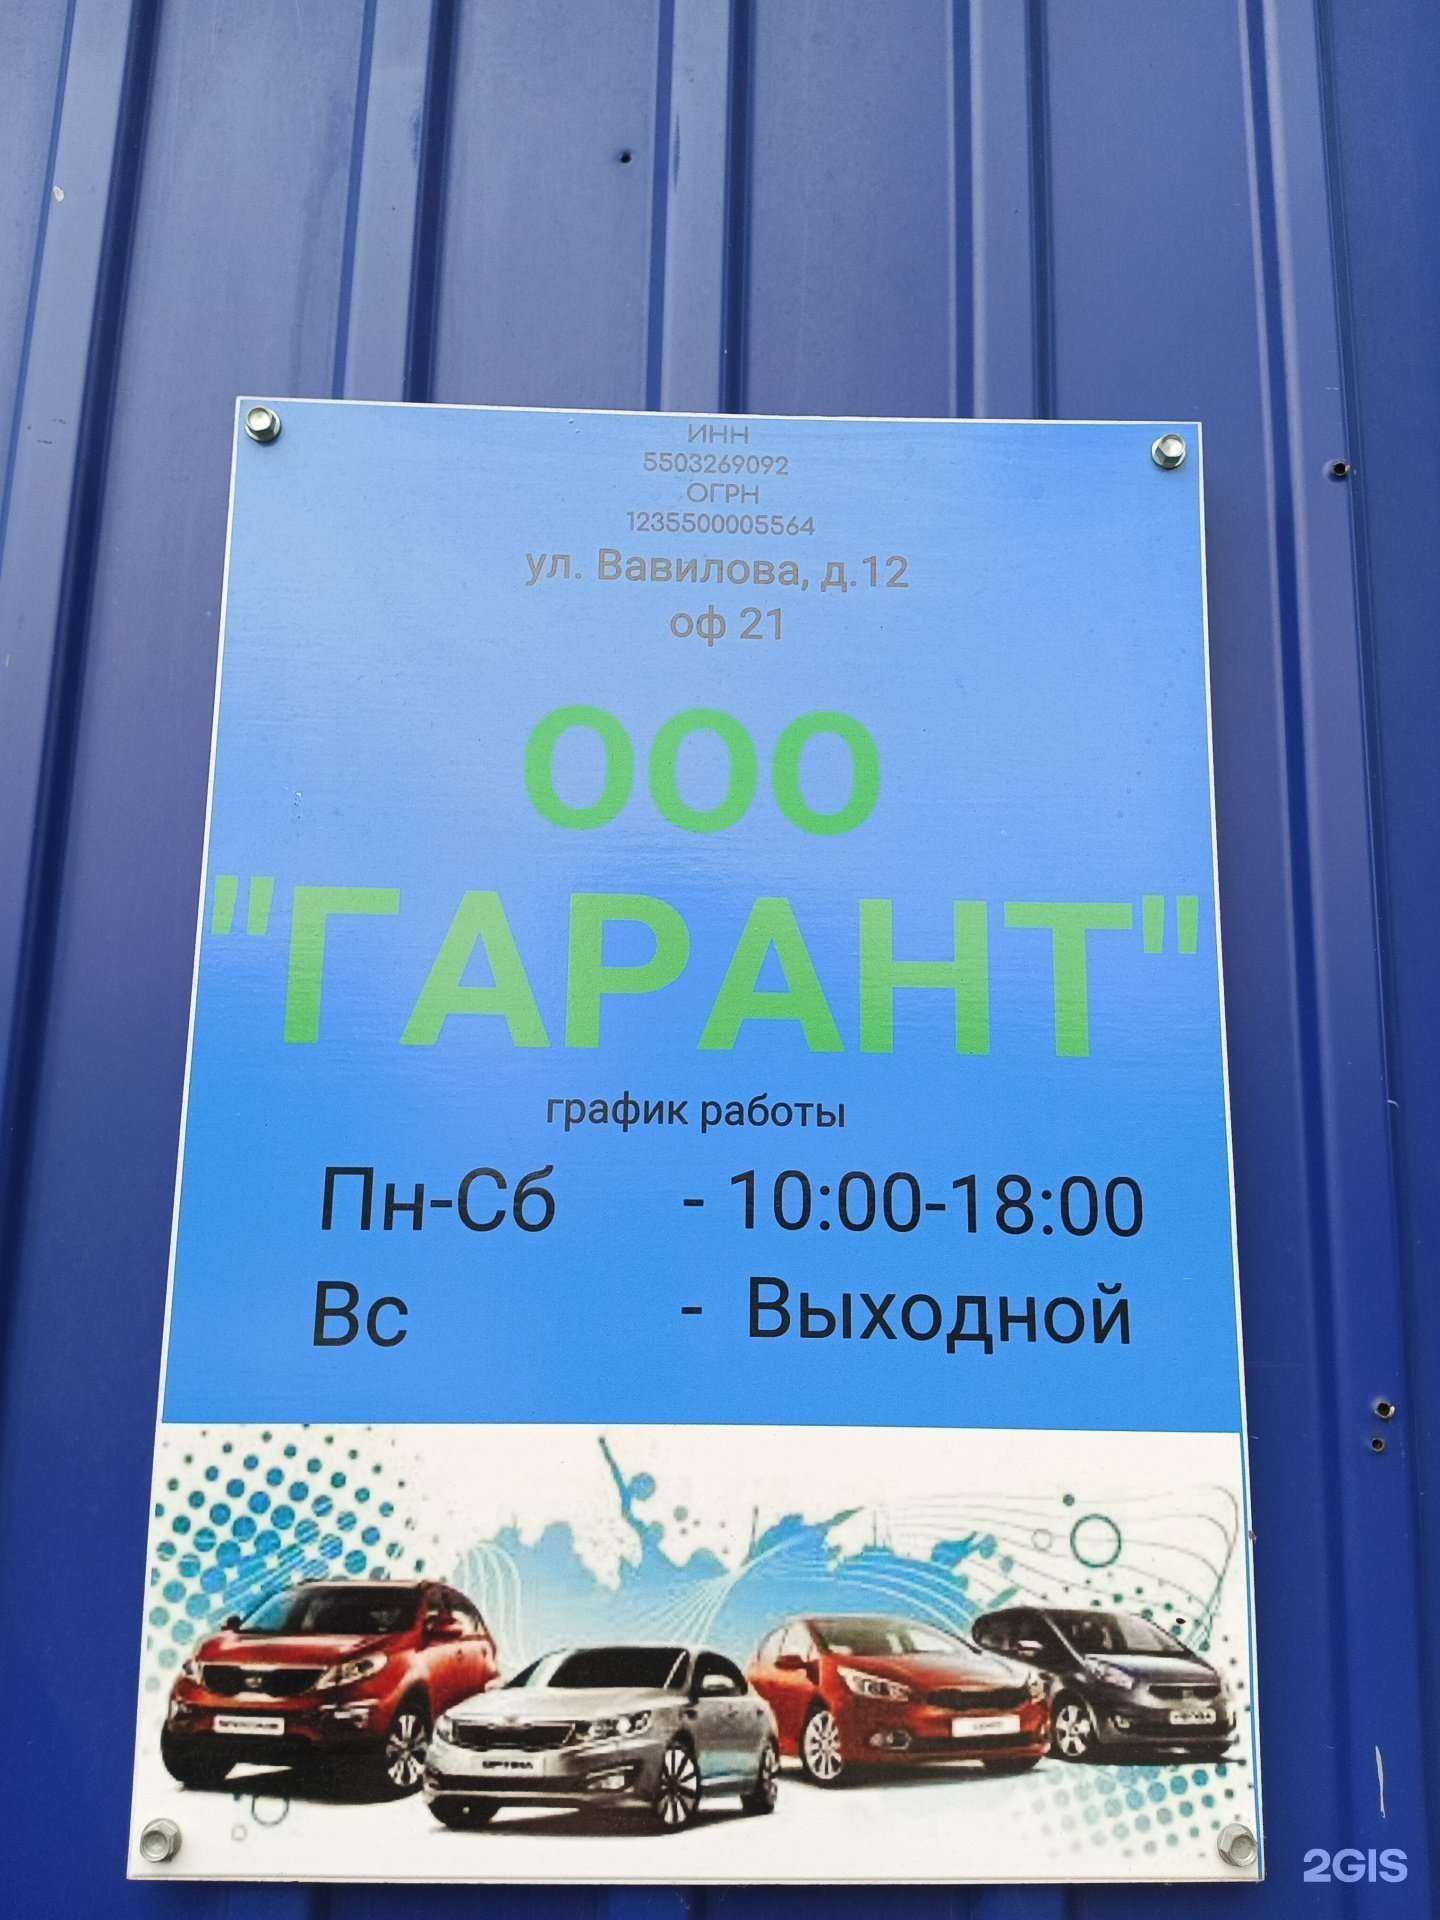 ИНН
5503269092
ОГРН
1235500005564
ул. Вавилова, д.12
оф 21
ООО
"ГАРАНТ"
график работы
Пн-Сб - 10:00-18:00
Вс - Выходной
OPTIMA
2GIS